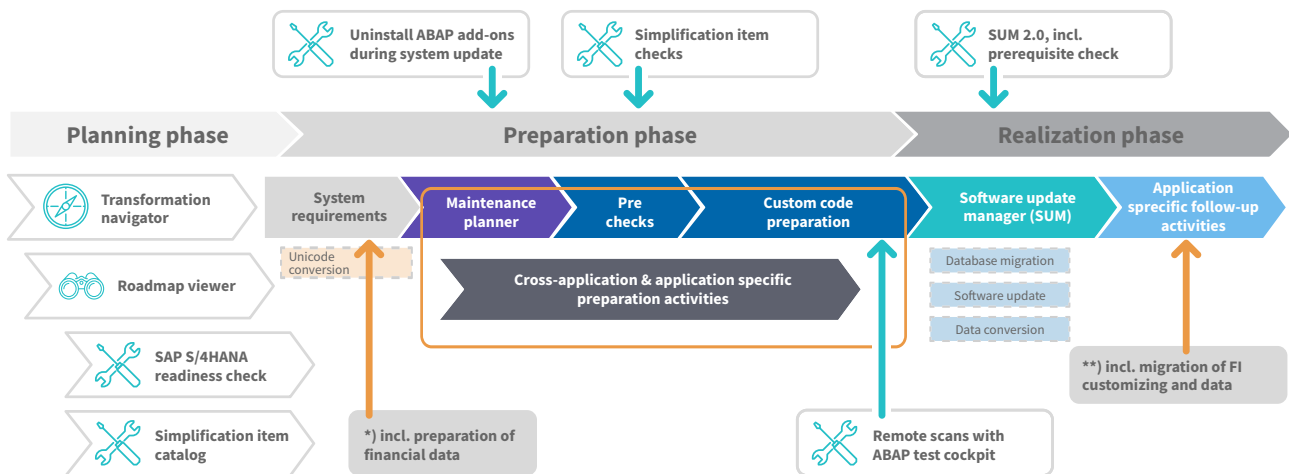 Uninstall ABAP add-ons
during system update
Simplification item
checks
SUM 2.0, incl.
prerequisite check
Planning phase
Preparation phase
Realization phase
Transformation
navigator
System
requirements
Maintenance
planner
Pre
checks
Custom code
preparation
Software update
manager (SUM)
Application
sprecific follow-up
activities
Unicode
conversion
Roadmap viewer
Cross-application & application specific
preparation activities
Database migration
Software update
Data conversion
SAP S/4HANA
readiness check
**) incl. migration of FI
customizing and data
Simplification item
catalog
*) incl. preparation of
financial data
Remote scans with
ABAP test cockpit